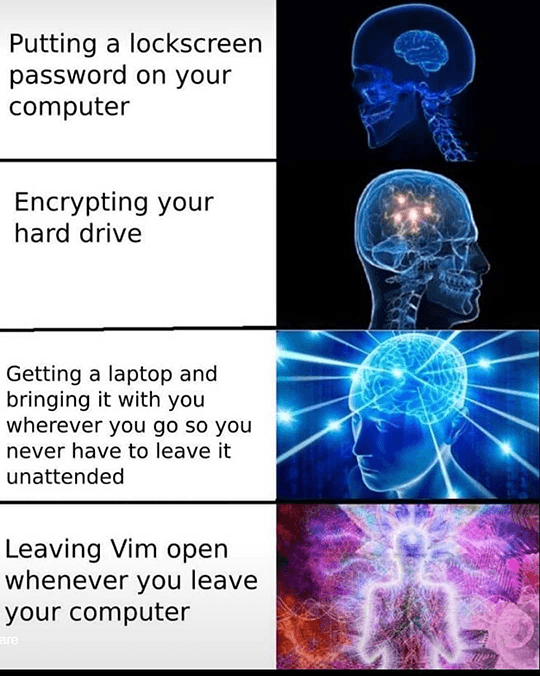 Putting a lockscreen
password on your
computer
Encrypting your
hard drive
Getting a laptop and
bringing it with you
wherever you go so you
never have to leave it
unattended
Leaving Vim open
whenever you leave
your computer
are